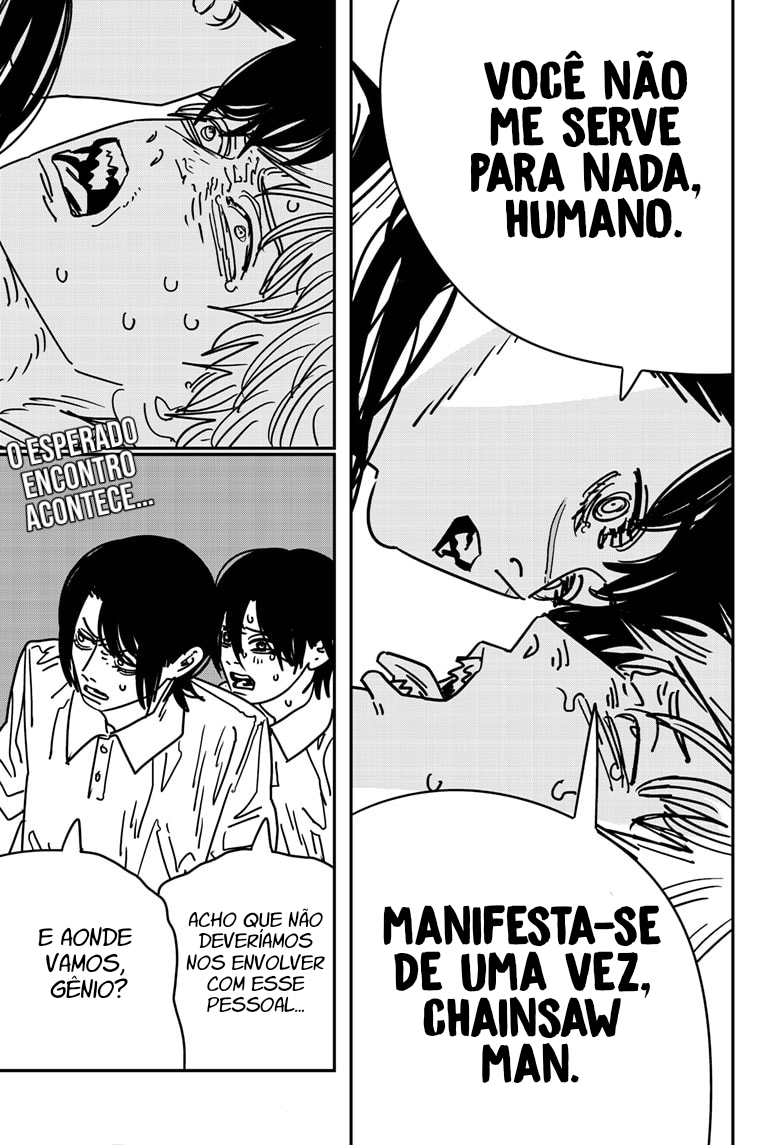 VOCÊ NÃO
ME SERVE
PARA NADA,
HUMANO.
MANIFESTA-SE
DE UMA VEZ,
CHAINSAW
MAN.
O ESPERADO
ENCONTRO
ACONTECE...
ACHO QUE NÃO
DEVERÍAMOS
NOS ENVOLVER
COM ESSE
PESSOAL...
E AONDE
VAMOS,
GÊNIO?